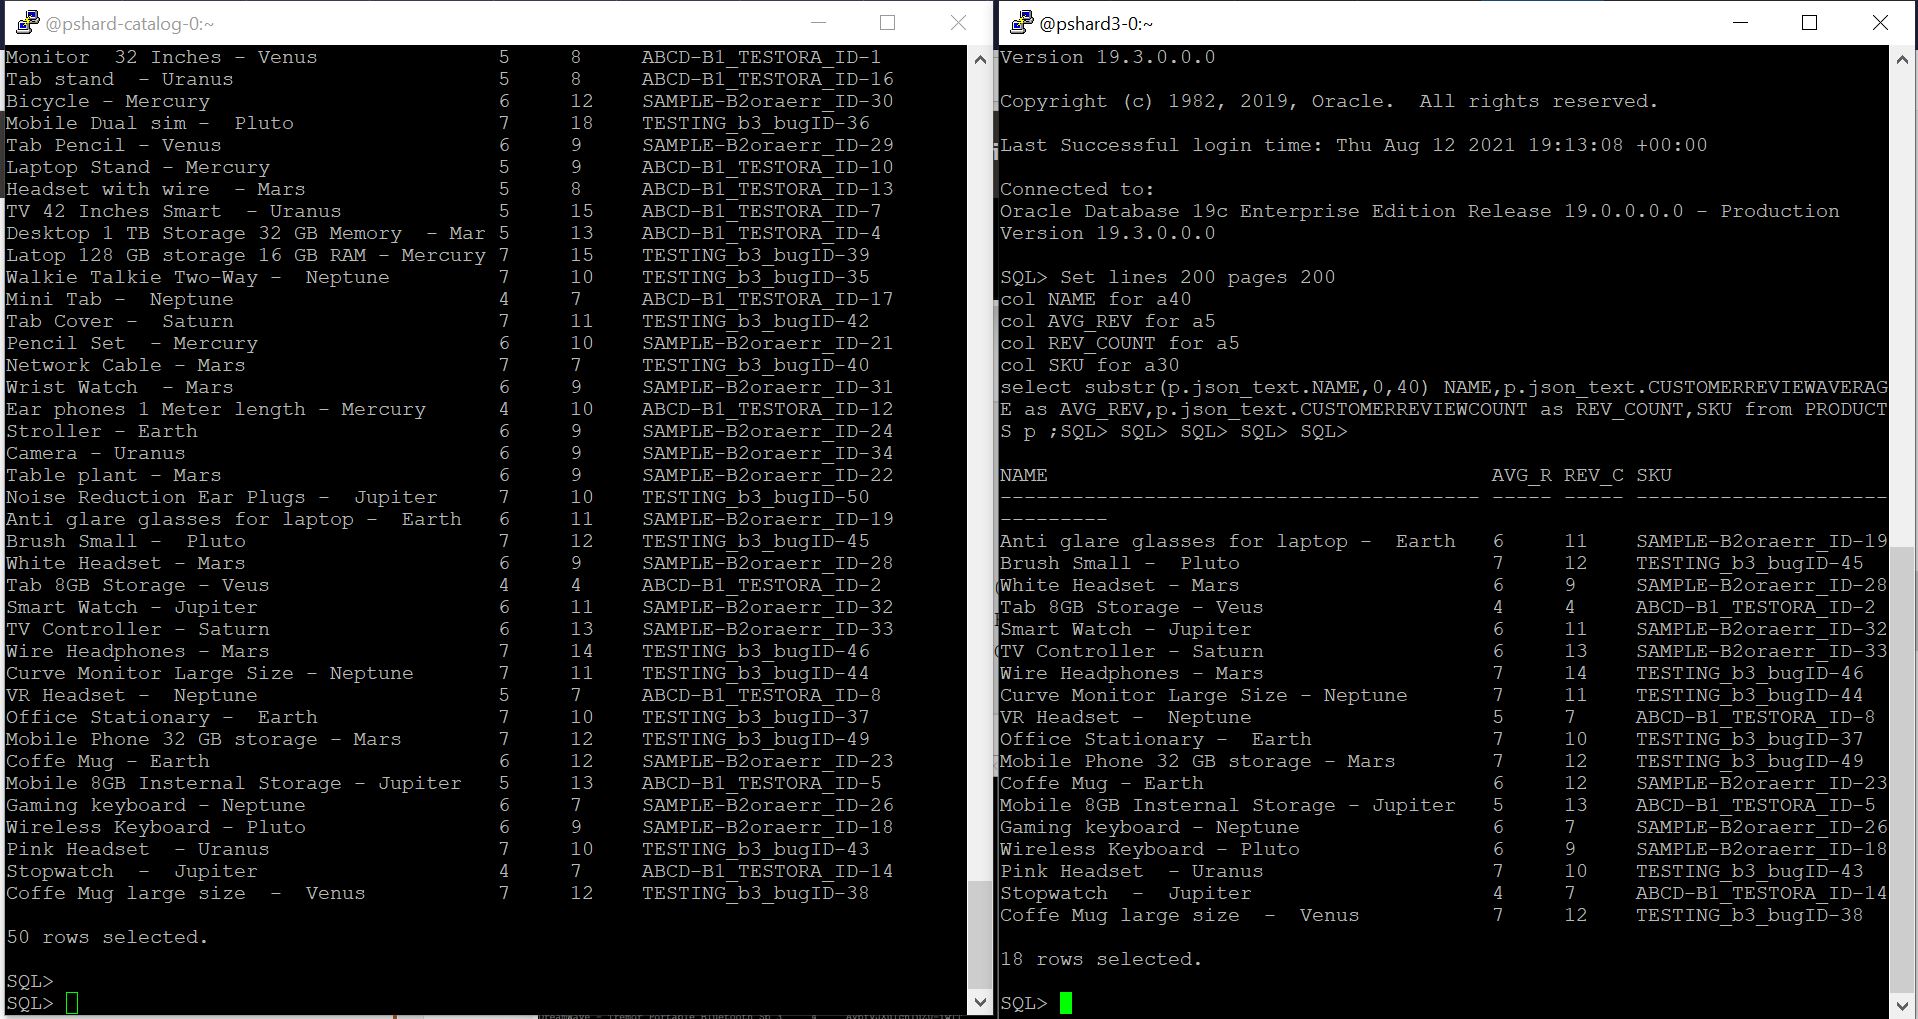 @pshard-catalog-0:~
Monitor  32 Inches - Venus 5 8 ABCD-B1_TESTORA_ID-1
Tab stand  - Uranus 5 8 ABCD-B1_TESTORA_ID-16
Bicycle - Mercury 6 12 SAMPLE-B2oraerr_ID-30
Mobile Dual sim -  Pluto 7 18 TESTING_b3_bugID-36
Tab Pencil - Venus 6 9 SAMPLE-B2oraerr_ID-29
Laptop Stand - Mercury 5 9 ABCD-B1_TESTORA_ID-10
Headset with wire  - Mars 5 8 ABCD-B1_TESTORA_ID-13
TV 42 Inches Smart  - Uranus 5 15 ABCD-B1_TESTORA_ID-7
Desktop 1 TB Storage 32 GB Memory  - Mar 5 13 ABCD-B1_TESTORA_ID-4
Latop 128 GB storage 16 GB RAM - Mercury 7 15 TESTING_b3_bugID-39
Walkie Talkie Two-Way -  Neptune 7 10 TESTING_b3_bugID-35
Mini Tab -  Neptune 4 7 ABCD-B1_TESTORA_ID-17
Tab Cover -  Saturn 7 11 TESTING_b3_bugID-42
Pencil Set  - Mercury 6 10 SAMPLE-B2oraerr_ID-21
Network Cable - Mars 7 7 TESTING_b3_bugID-40
Wrist Watch  - Mars 6 9 SAMPLE-B2oraerr_ID-31
Ear phones 1 Meter length - Mercury 4 10 ABCD-B1_TESTORA_ID-12
Stroller - Earth 6 9 SAMPLE-B2oraerr_ID-24
Camera - Uranus 6 9 SAMPLE-B2oraerr_ID-34
Table plant - Mars 6 9 SAMPLE-B2oraerr_ID-22
Noise Reduction Ear Plugs -  Jupiter 7 10 TESTING_b3_bugID-50
Anti glare glasses for laptop -  Earth 6 11 SAMPLE-B2oraerr_ID-19
Brush Small -  Pluto 7 12 TESTING_b3_bugID-45
White Headset - Mars 6 9 SAMPLE-B2oraerr_ID-28
Tab 8GB Storage - Veus 4 4 ABCD-B1_TESTORA_ID-2
Smart Watch - Jupiter 6 11 SAMPLE-B2oraerr_ID-32
TV Controller - Saturn 6 13 SAMPLE-B2oraerr_ID-33
Wire Headphones - Mars 7 14 TESTING_b3_bugID-46
Curve Monitor Large Size - Neptune 7 11 TESTING_b3_bugID-44
VR Headset -  Neptune 5 7 ABCD-B1_TESTORA_ID-8
Office Stationary -  Earth 7 10 TESTING_b3_bugID-37
Mobile Phone 32 GB storage - Mars 7 12 TESTING_b3_bugID-49
Coffe Mug - Earth 6 12 SAMPLE-B2oraerr_ID-23
Mobile 8GB Insternal Storage - Jupiter 5 13 ABCD-B1_TESTORA_ID-5
Gaming keyboard - Neptune 6 7 SAMPLE-B2oraerr_ID-26
Wireless Keyboard - Pluto 6 9 SAMPLE-B2oraerr_ID-18
Pink Headset  - Uranus 7 10 TESTING_b3_bugID-43
Stopwatch  -  Jupiter 4 7 ABCD-B1_TESTORA_ID-14
Coffe Mug large size  -  Venus 7 12 TESTING_b3_bugID-38
50 rows selected.
SQL>
SQL>
@pshard3-0:~
Version 19.3.0.0.0
Copyright (c) 1982, 2019, Oracle.  All rights reserved.
Last Successful login time: Thu Aug 12 2021 19:13:08 +00:00
Connected to:
Oracle Database 19c Enterprise Edition Release 19.0.0.0.0 - Production
Version 19.3.0.0.0
SQL> Set lines 200 pages 200
col NAME for a40
col AVG_REV for a5
col REV_COUNT for a5
col SKU for a30
select substr(p.json_text.NAME,0,40) NAME,p.json_text.CUSTOMERREVIEWAVERAG
E as AVG_REV,p.json_text.CUSTOMERREVIEWCOUNT as REV_COUNT,SKU from PRODUCT
S p ;SQL> SQL> SQL> SQL> SQL>
NAME AVG_R REV_C SKU
---------------------------------------- ----- ----- ---------------------
---------
Anti glare glasses for laptop -  Earth 6 11 SAMPLE-B2oraerr_ID-19
Brush Small -  Pluto 7 12 TESTING_b3_bugID-45
White Headset - Mars 6 9 SAMPLE-B2oraerr_ID-28
Tab 8GB Storage - Veus 4 4 ABCD-B1_TESTORA_ID-2
Smart Watch - Jupiter 6 11 SAMPLE-B2oraerr_ID-32
TV Controller - Saturn 6 13 SAMPLE-B2oraerr_ID-33
Wire Headphones - Mars 7 14 TESTING_b3_bugID-46
Curve Monitor Large Size - Neptune 7 11 TESTING_b3_bugID-44
VR Headset -  Neptune 5 7 ABCD-B1_TESTORA_ID-8
Office Stationary -  Earth 7 10 TESTING_b3_bugID-37
Mobile Phone 32 GB storage - Mars 7 12 TESTING_b3_bugID-49
Coffe Mug - Earth 6 12 SAMPLE-B2oraerr_ID-23
Mobile 8GB Insternal Storage - Jupiter 5 13 ABCD-B1_TESTORA_ID-5
Gaming keyboard - Neptune 6 7 SAMPLE-B2oraerr_ID-26
Wireless Keyboard - Pluto 6 9 SAMPLE-B2oraerr_ID-18
Pink Headset  - Uranus 7 10 TESTING_b3_bugID-43
Stopwatch  -  Jupiter 4 7 ABCD-B1_TESTORA_ID-14
Coffe Mug large size  -  Venus 7 12 TESTING_b3_bugID-38
18 rows selected.
SQL>